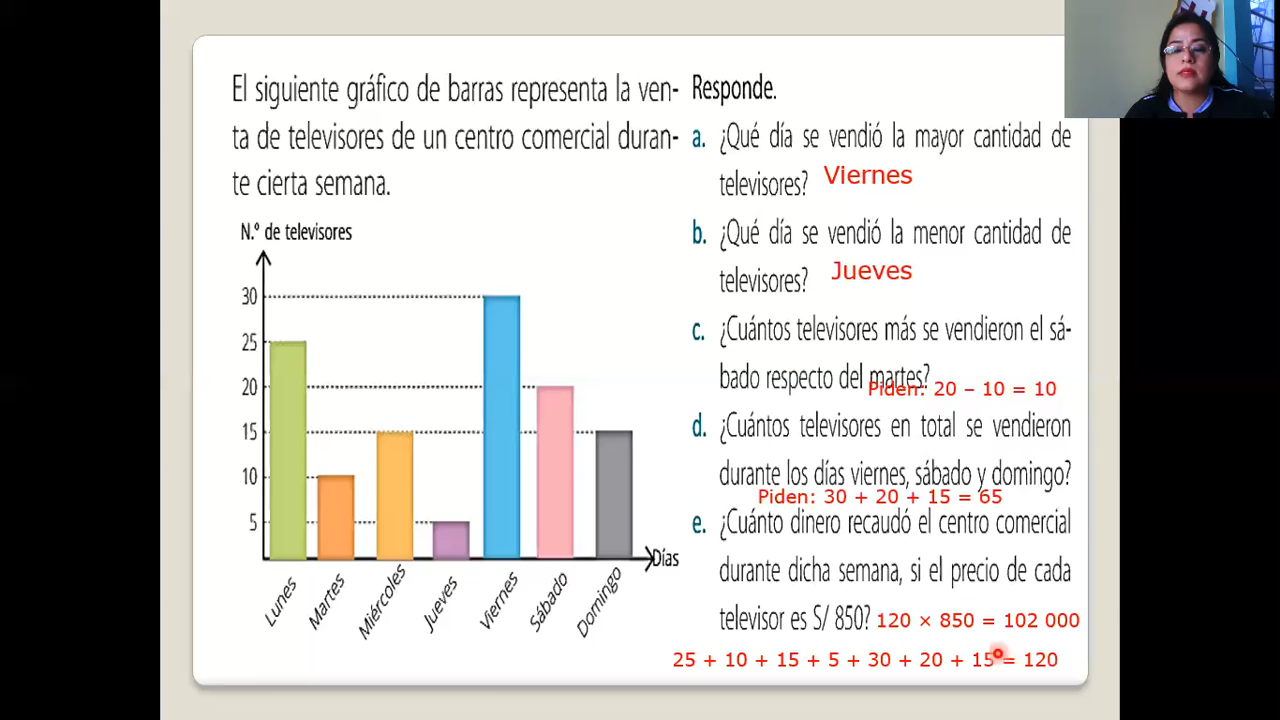 El siguiente gráfico de barras representa la ven-
ta de televisores de un centro comercial duran-
te cierta semana.
N.º de televisores
30
25
20
15
10
5
Días
Lunes
Martes
Miércoles
Jueves
Viernes
Sábado
Domingo
Responde.
a. ¿Qué día se vendió la mayor cantidad de
televisores? Viernes
b. ¿Qué día se vendió la menor cantidad de
televisores? Jueves
c. ¿Cuántos televisores más se vendieron el sá-
bado respecto del martes?
Piden: 20 – 10 = 10
d. ¿Cuántos televisores en total se vendieron
durante los días viernes, sábado y domingo?
Piden: 30 + 20 + 15 = 65
e. ¿Cuánto dinero recaudó el centro comercial
durante dicha semana, si el precio de cada
televisor es S/ 850? 120 × 850 = 102 000
25 + 10 + 15 + 5 + 30 + 20 + 15 = 120